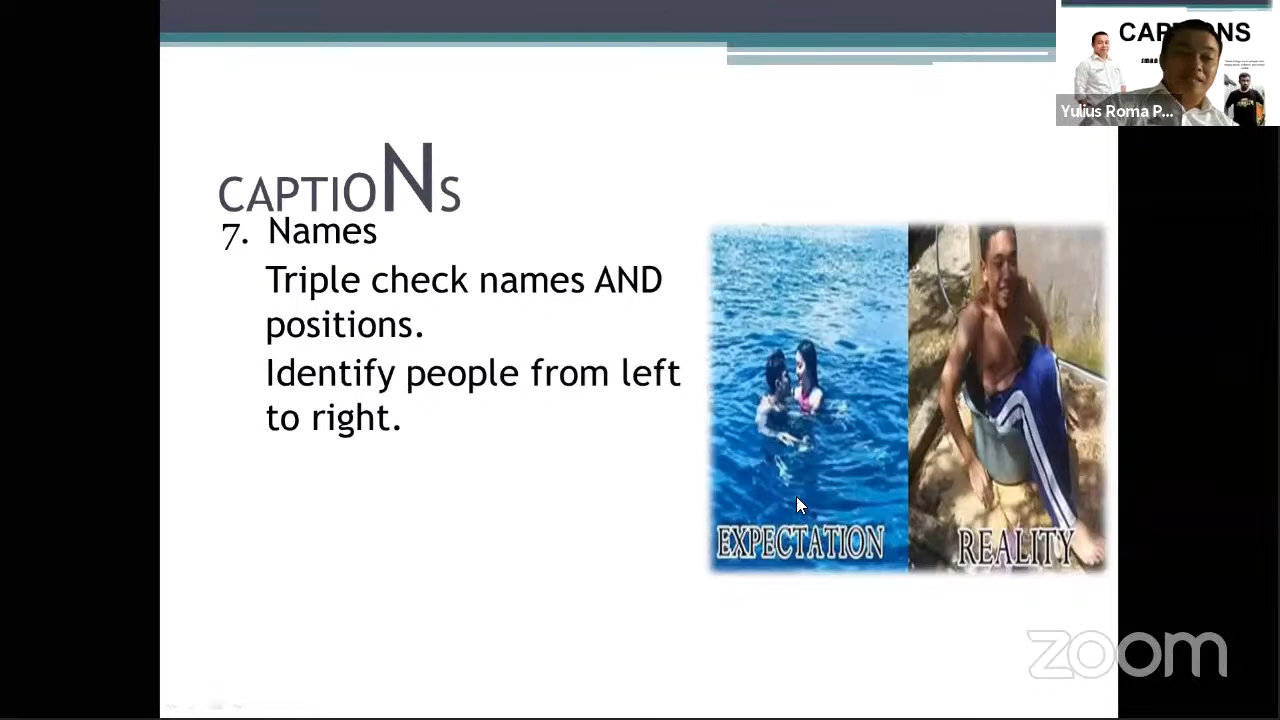 CAPTIONS
7. Names
Triple check names AND
positions.
Identify people from left
to right.
EXPECTATION
REALITY
Yulius Roma P...
zoom